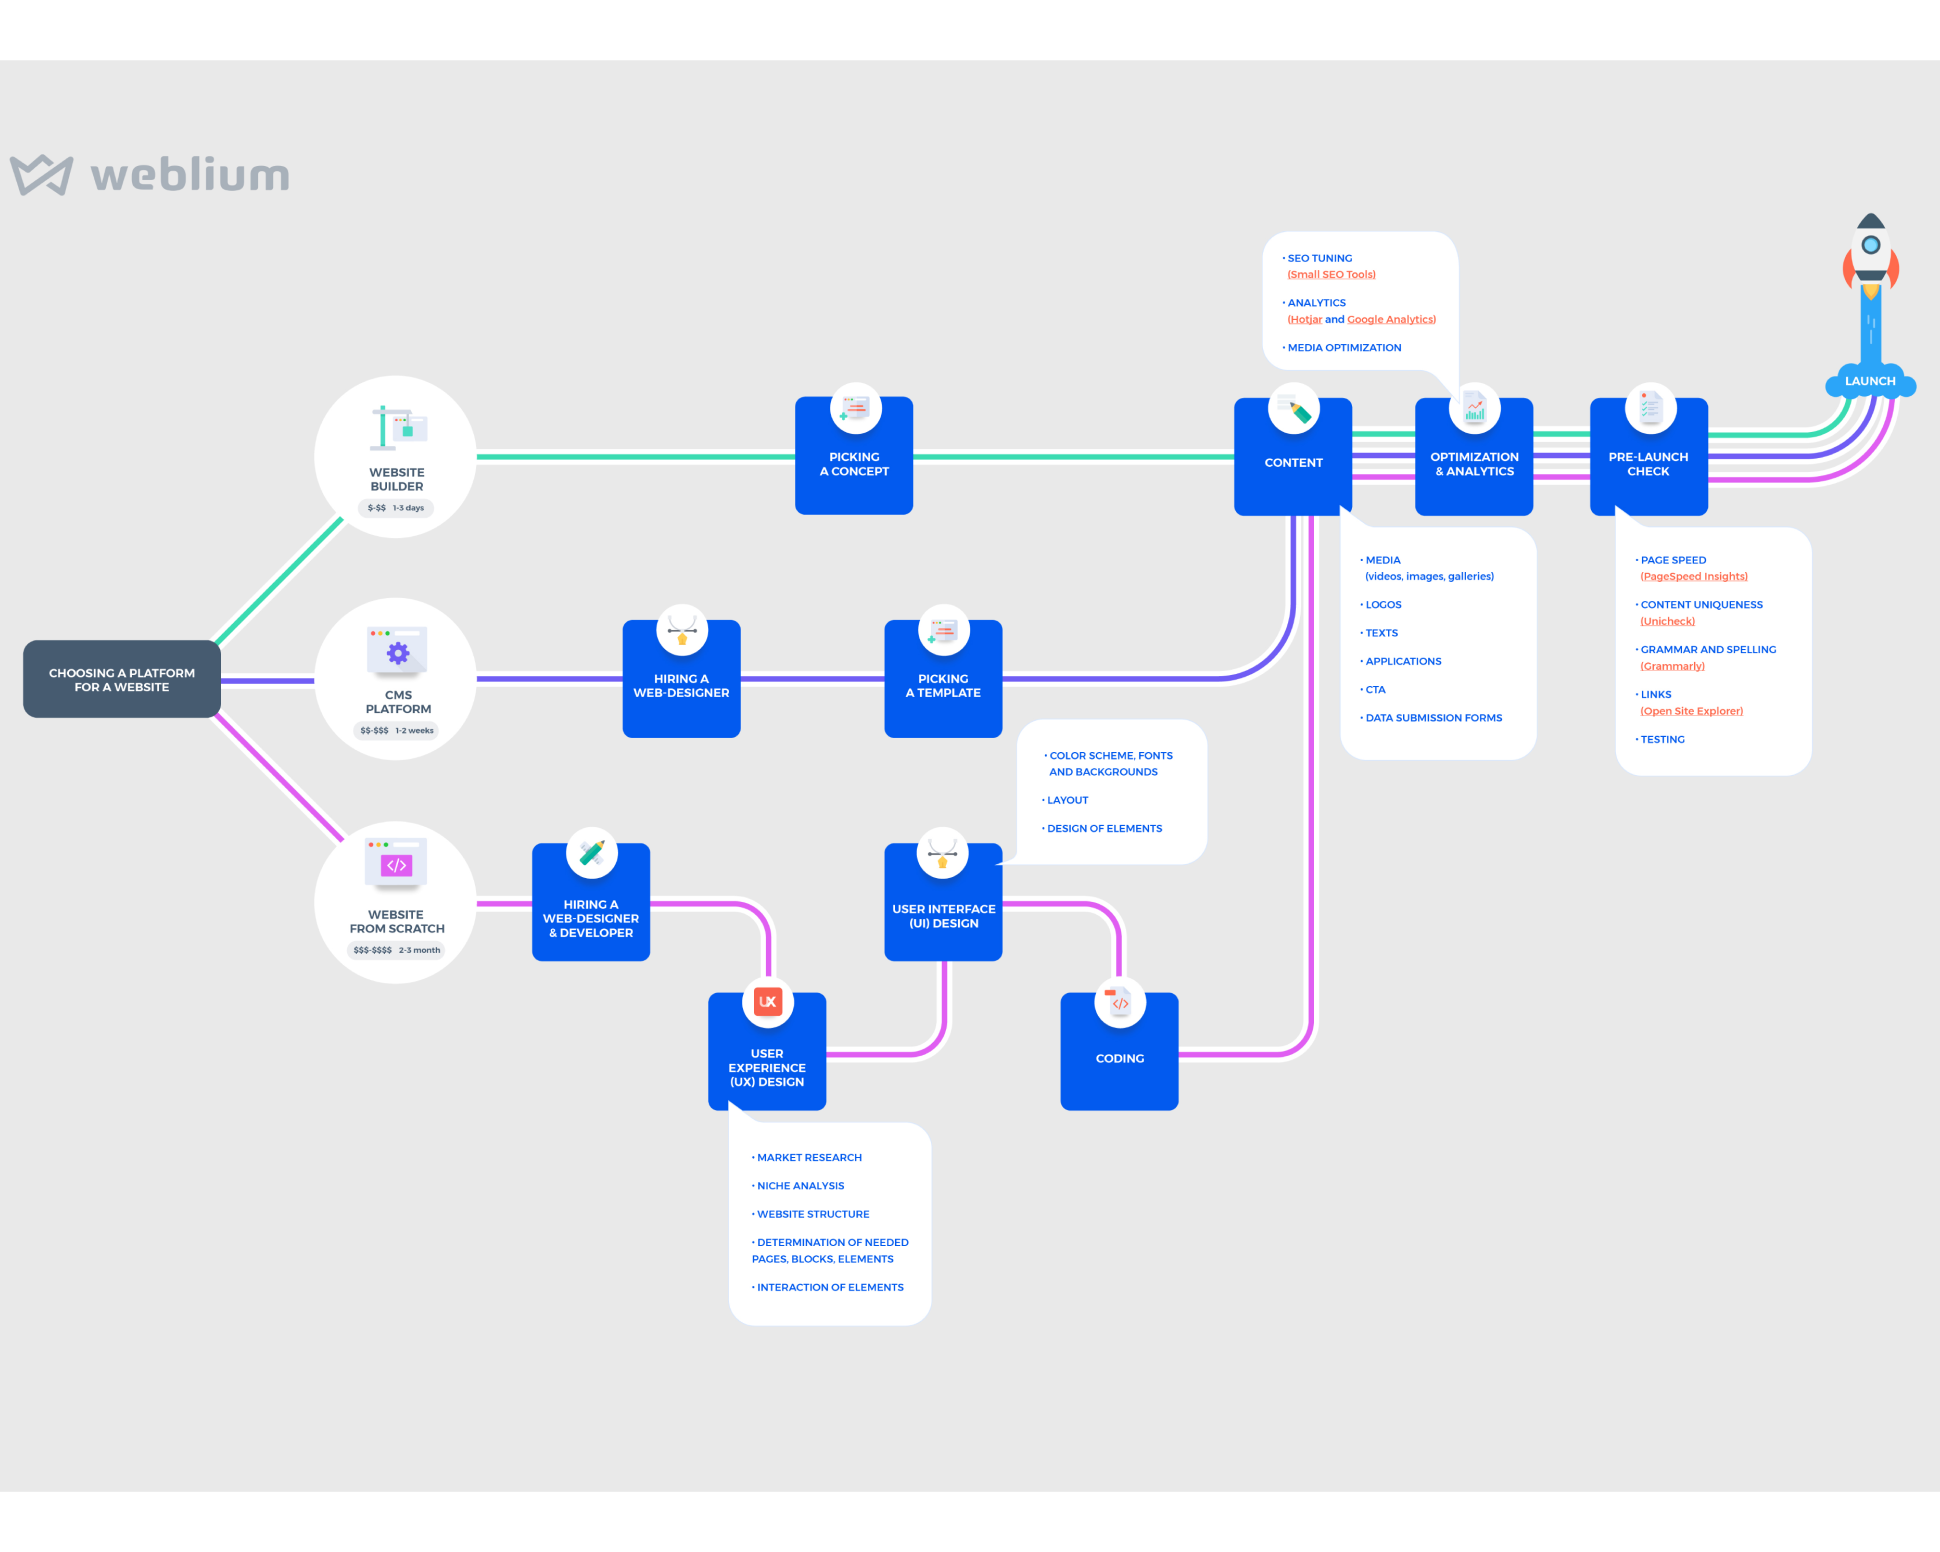 weblium
CHOOSING A PLATFORM
FOR A WEBSITE
WEBSITE
BUILDER
$-$$ 1-3 days
PICKING
A CONCEPT
CMS
PLATFORM
$$-$$$ 1-2 weeks
HIRING A
WEB-DESIGNER
PICKING
A TEMPLATE
WEBSITE
FROM SCRATCH
$$$-$$$$ 2-3 month
HIRING A
WEB-DESIGNER
& DEVELOPER
UX
USER
EXPERIENCE
(UX) DESIGN
• MARKET RESEARCH
• NICHE ANALYSIS
• WEBSITE STRUCTURE
• DETERMINATION OF NEEDED
PAGES, BLOCKS, ELEMENTS
• INTERACTION OF ELEMENTS
USER INTERFACE
(UI) DESIGN
• COLOR SCHEME, FONTS
AND BACKGROUNDS
• LAYOUT
• DESIGN OF ELEMENTS
CODING
CONTENT
• MEDIA
(videos, images, galleries)
• LOGOS
• TEXTS
• APPLICATIONS
• CTA
• DATA SUBMISSION FORMS
• SEO TUNING
(Small SEO Tools)
• ANALYTICS
(Hotjar and Google Analytics)
• MEDIA OPTIMIZATION
OPTIMIZATION
& ANALYTICS
PRE-LAUNCH
CHECK
• PAGE SPEED
(PageSpeed Insights)
• CONTENT UNIQUENESS
(Unicheck)
• GRAMMAR AND SPELLING
(Grammarly)
• LINKS
(Open Site Explorer)
• TESTING
LAUNCH